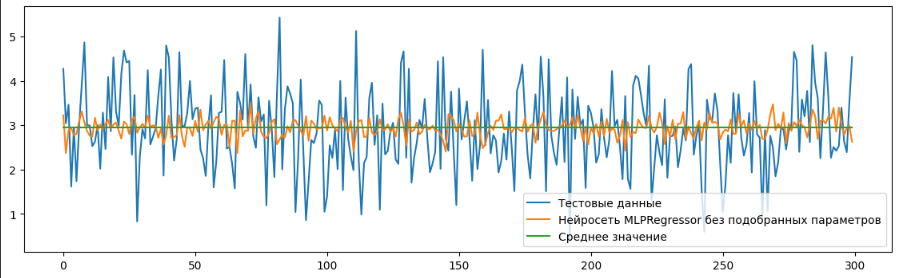 5
4
3
2
1
Тестовые данные
Нейросеть MLPRegressor без подобранных параметров
Среднее значение
0 50 100 150 200 250 300